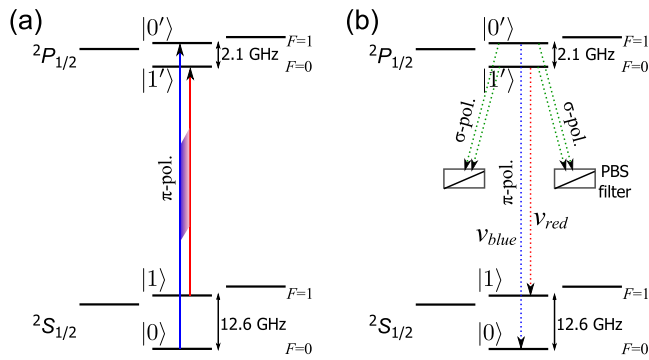 (a)
|0′⟩
²P₁/₂
2.1 GHz
F=1
F=0
|1′⟩
π-pol.
|1⟩
²S₁/₂
12.6 GHz
F=1
|0⟩
F=0
(b)
|0′⟩
²P₁/₂
2.1 GHz
F=1
F=0
|1′⟩
σ-pol.
σ-pol.
π-pol.
PBS
filter
ν_blue
ν_red
|1⟩
²S₁/₂
12.6 GHz
F=1
|0⟩
F=0